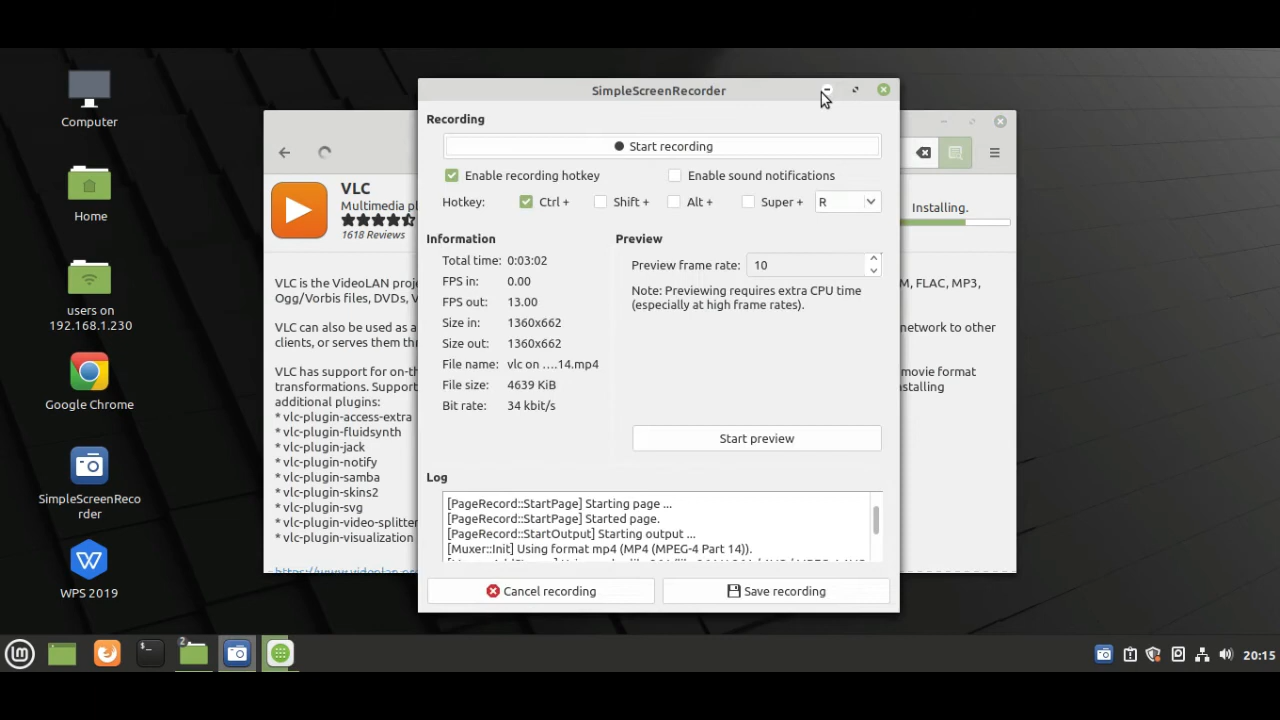 Computer
Home
users on
192.168.1.230
Google Chrome
SimpleScreenReco
rder
WPS 2019
VLC
Multimedia
1618 Reviews
Installing.
VLC is the VideoLAN
Ogg/Vorbis files, DVDs,
VLC can also be used as a
clients, or serves them
VLC has support for
transformations.
additional plugins:
* vlc-plugin-access-extra
* vlc-plugin-fluidsynth
* vlc-plugin-jack
* vlc-plugin-notify
* vlc-plugin-samba
* vlc-plugin-skins2
* vlc-plugin-svg
* vlc-plugin-video-splitter
* vlc-plugin-visualization
M, FLAC, MP3,
network to other
movie format
SimpleScreenRecorder
Recording
Start recording
Enable recording hotkey Enable sound notifications
Hotkey: Ctrl + Shift + Alt + Super + R
Information
Total time: 0:03:02
FPS in: 0.00
FPS out: 13.00
Size in: 1360x662
Size out: 1360x662
File name: vlc on ....14.mp4
File size: 4639 KiB
Bit rate: 34 kbit/s
Preview
Preview frame rate: 10
Note: Previewing requires extra CPU time
(especially at high frame rates).
Start preview
Log
[PageRecord::StartPage] Starting page ...
[PageRecord::StartPage] Started page.
[PageRecord::StartOutput] Starting output ...
[Muxer::Init] Using format mp4 (MP4 (MPEG-4 Part 14)).
Cancel recording Save recording
2
20:15